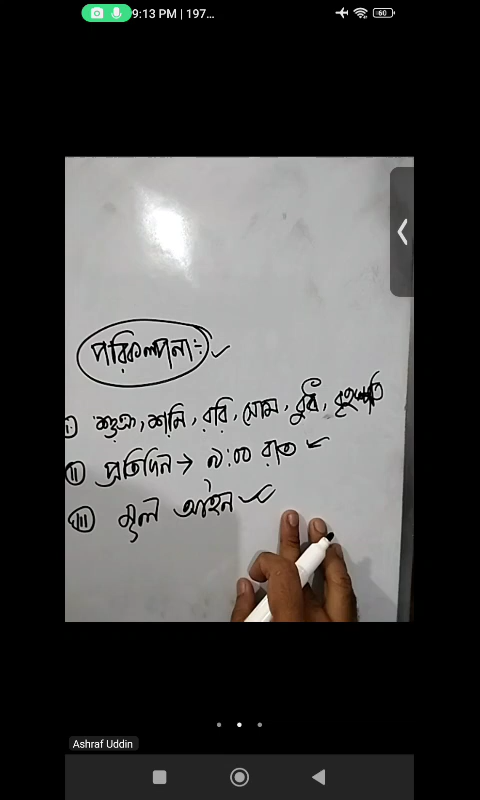 9:13 PM | 197...
60
পরিকল্পনা:-
i) শুক্র, শনি, রবি, সোম, বুধ, বৃহস্পতি
ii) প্রতিদিন → ৯:০০ রাত
iii) মূল আইন
Ashraf Uddin